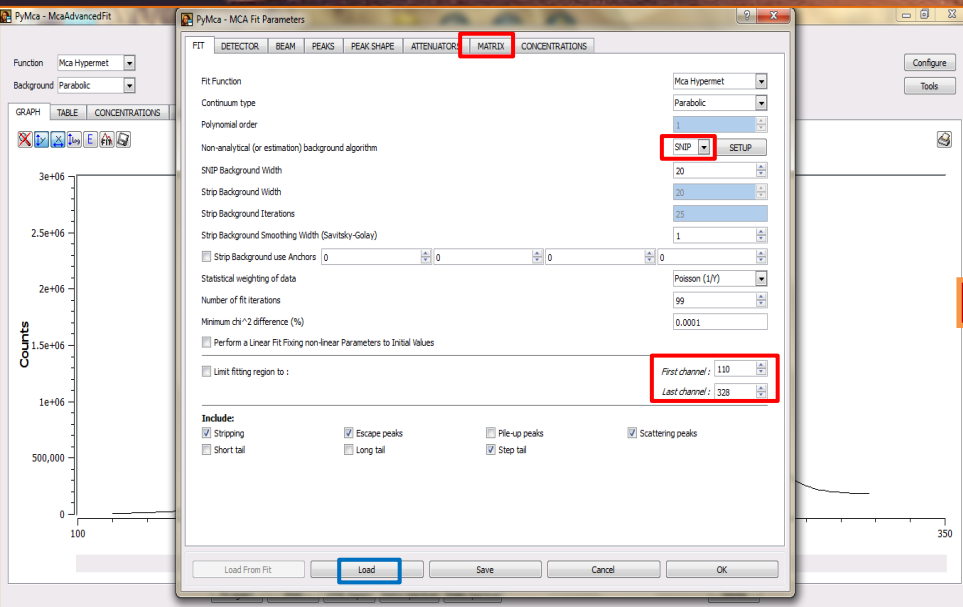 PyMca - McaAdvancedFit
PyMca - MCA Fit Parameters
Function Mca Hypermet
Background Parabolic
GRAPH TABLE CONCENTRATIONS
Configure
Tools
FIT DETECTOR BEAM PEAKS PEAK SHAPE ATTENUATORS MATRIX CONCENTRATIONS
Fit Function Mca Hypermet
Continuum type Parabolic
Polynomial order 1
Non-analytical (or estimation) background algorithm SNIP SETUP
SNIP Background Width 20
Strip Background Width 20
Strip Background Iterations 25
Strip Background Smoothing Width (Savitsky-Golay) 1
Strip Background use Anchors 0 0 0 0
Statistical weighting of data Poisson (1/Y)
Number of fit iterations 99
Minimum chi^2 difference (%) 0.0001
Perform a Linear Fit Fixing non-linear Parameters to Initial Values
Limit fitting region to : First channel : 110
Last channel : 328
Include:
Stripping Escape peaks Pile-up peaks Scattering peaks
Short tail Long tail Step tail
Load From Fit Load Save Cancel OK
Counts
3e+06
2.5e+06
2e+06
1.5e+06
1e+06
500,000
0
100 350